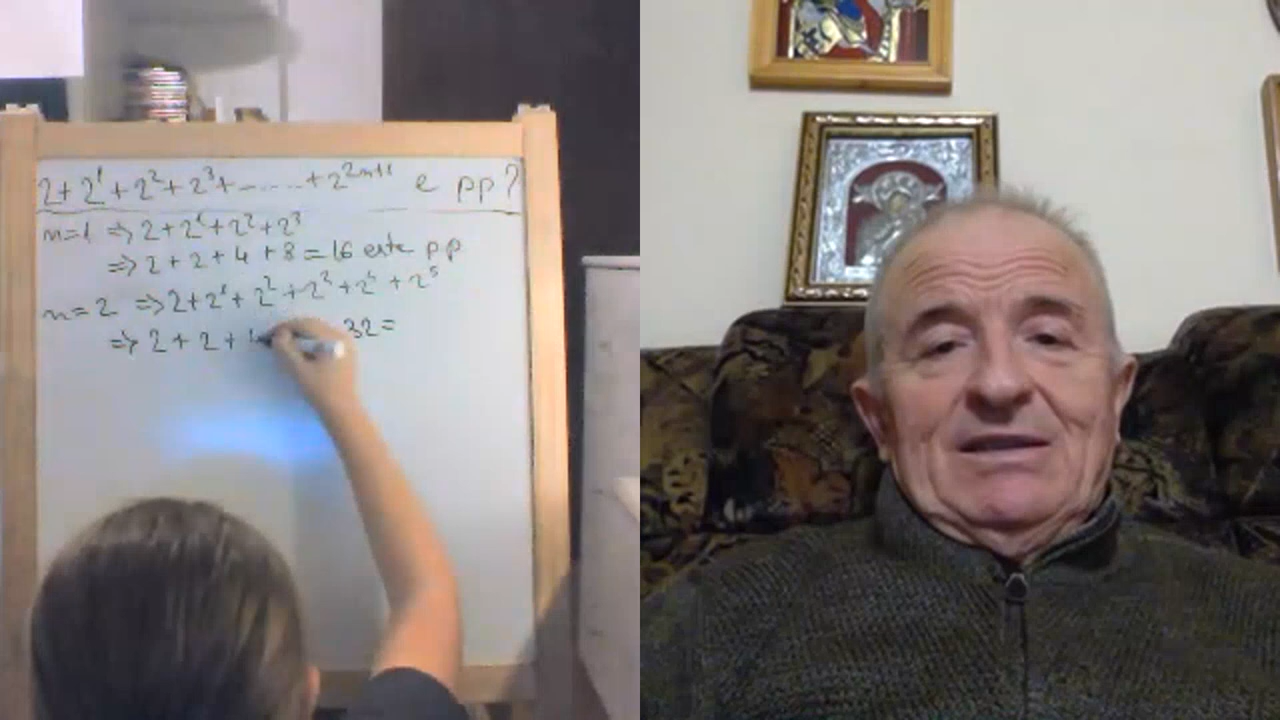 2+2¹+2²+2³+......+2²ⁿ⁺¹ e pp?
n=1 ⇒ 2+2¹+2²+2³
⇒ 2+2+4+8=16 este pp
n=2 ⇒ 2+2¹+2²+2³+2⁴+2⁵
⇒ 2+2+4 32=